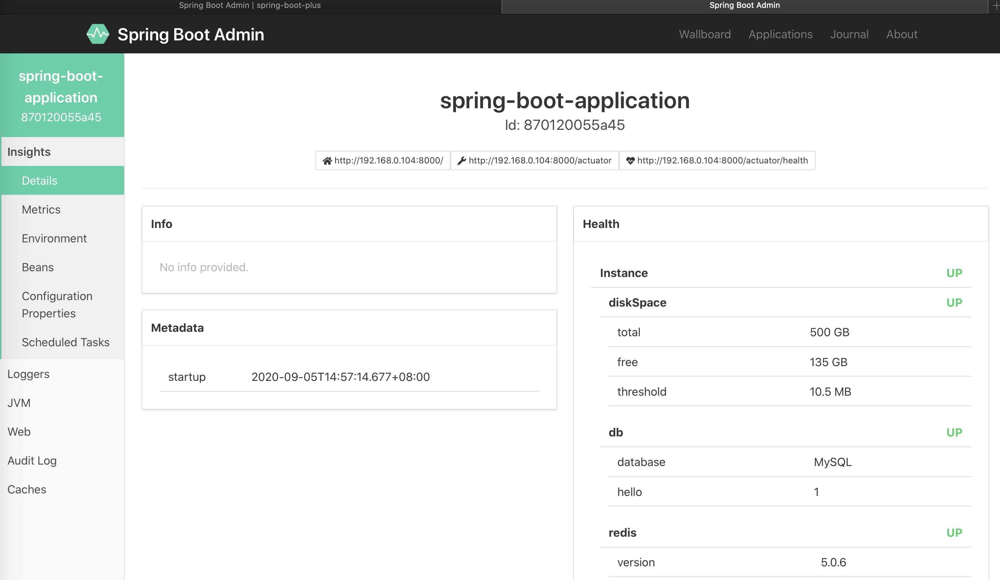 Spring Boot Admin | spring-boot-plus
Spring Boot Admin
Spring Boot Admin
Wallboard
Applications
Journal
About
spring-boot-
application
870120055a45
Insights
Details
Metrics
Environment
Beans
Configuration
Properties
Scheduled Tasks
Loggers
JVM
Web
Audit Log
Caches
spring-boot-application
Id: 870120055a45
http://192.168.0.104:8000/
http://192.168.0.104:8000/actuator
http://192.168.0.104:8000/actuator/health
Info
No info provided.
Metadata
startup 2020-09-05T14:57:14.677+08:00
Health
Instance UP
diskSpace UP
total 500 GB
free 135 GB
threshold 10.5 MB
db UP
database MySQL
hello 1
redis UP
version 5.0.6